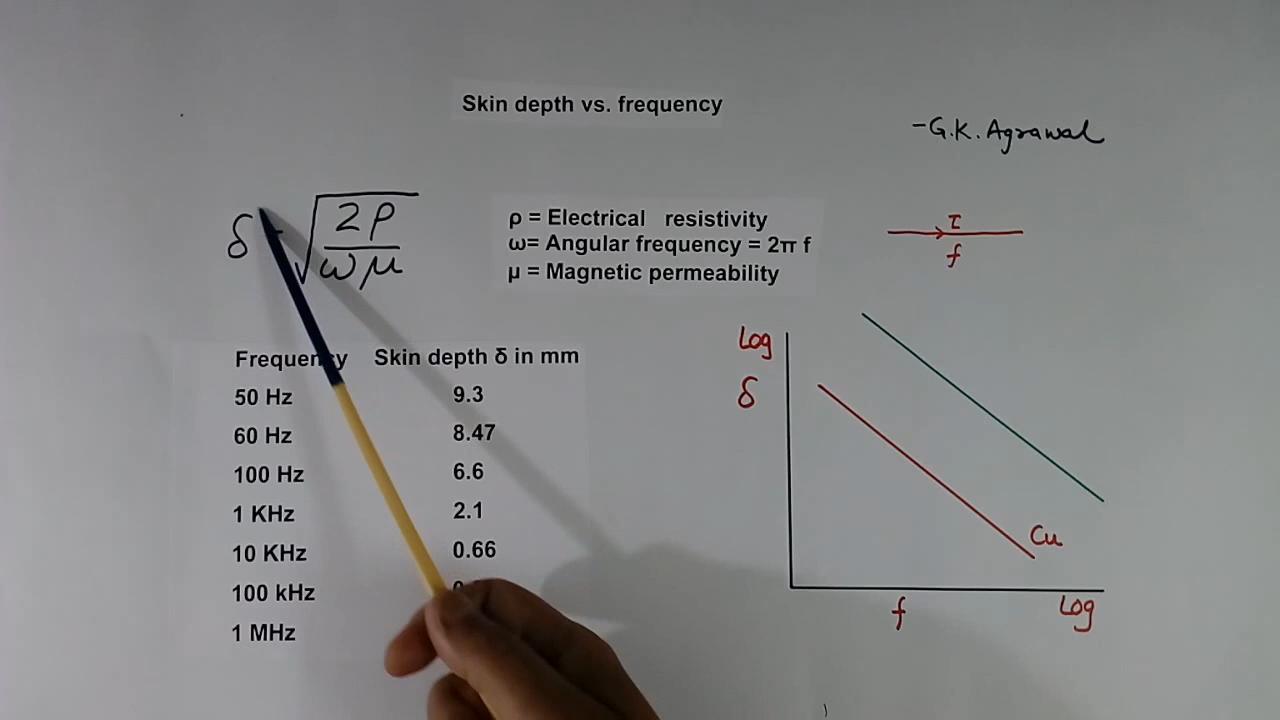 Skin depth vs. frequency
-G.K. Agrawal
δ = √(2ρ/ωμ)
ρ = Electrical resistivity
ω= Angular frequency = 2π f
μ = Magnetic permeability
I
f
Frequency Skin depth δ in mm
50 Hz 9.3
60 Hz 8.47
100 Hz 6.6
1 KHz 2.1
10 KHz 0.66
100 kHz
1 MHz
Log
δ
Cu
f
Log